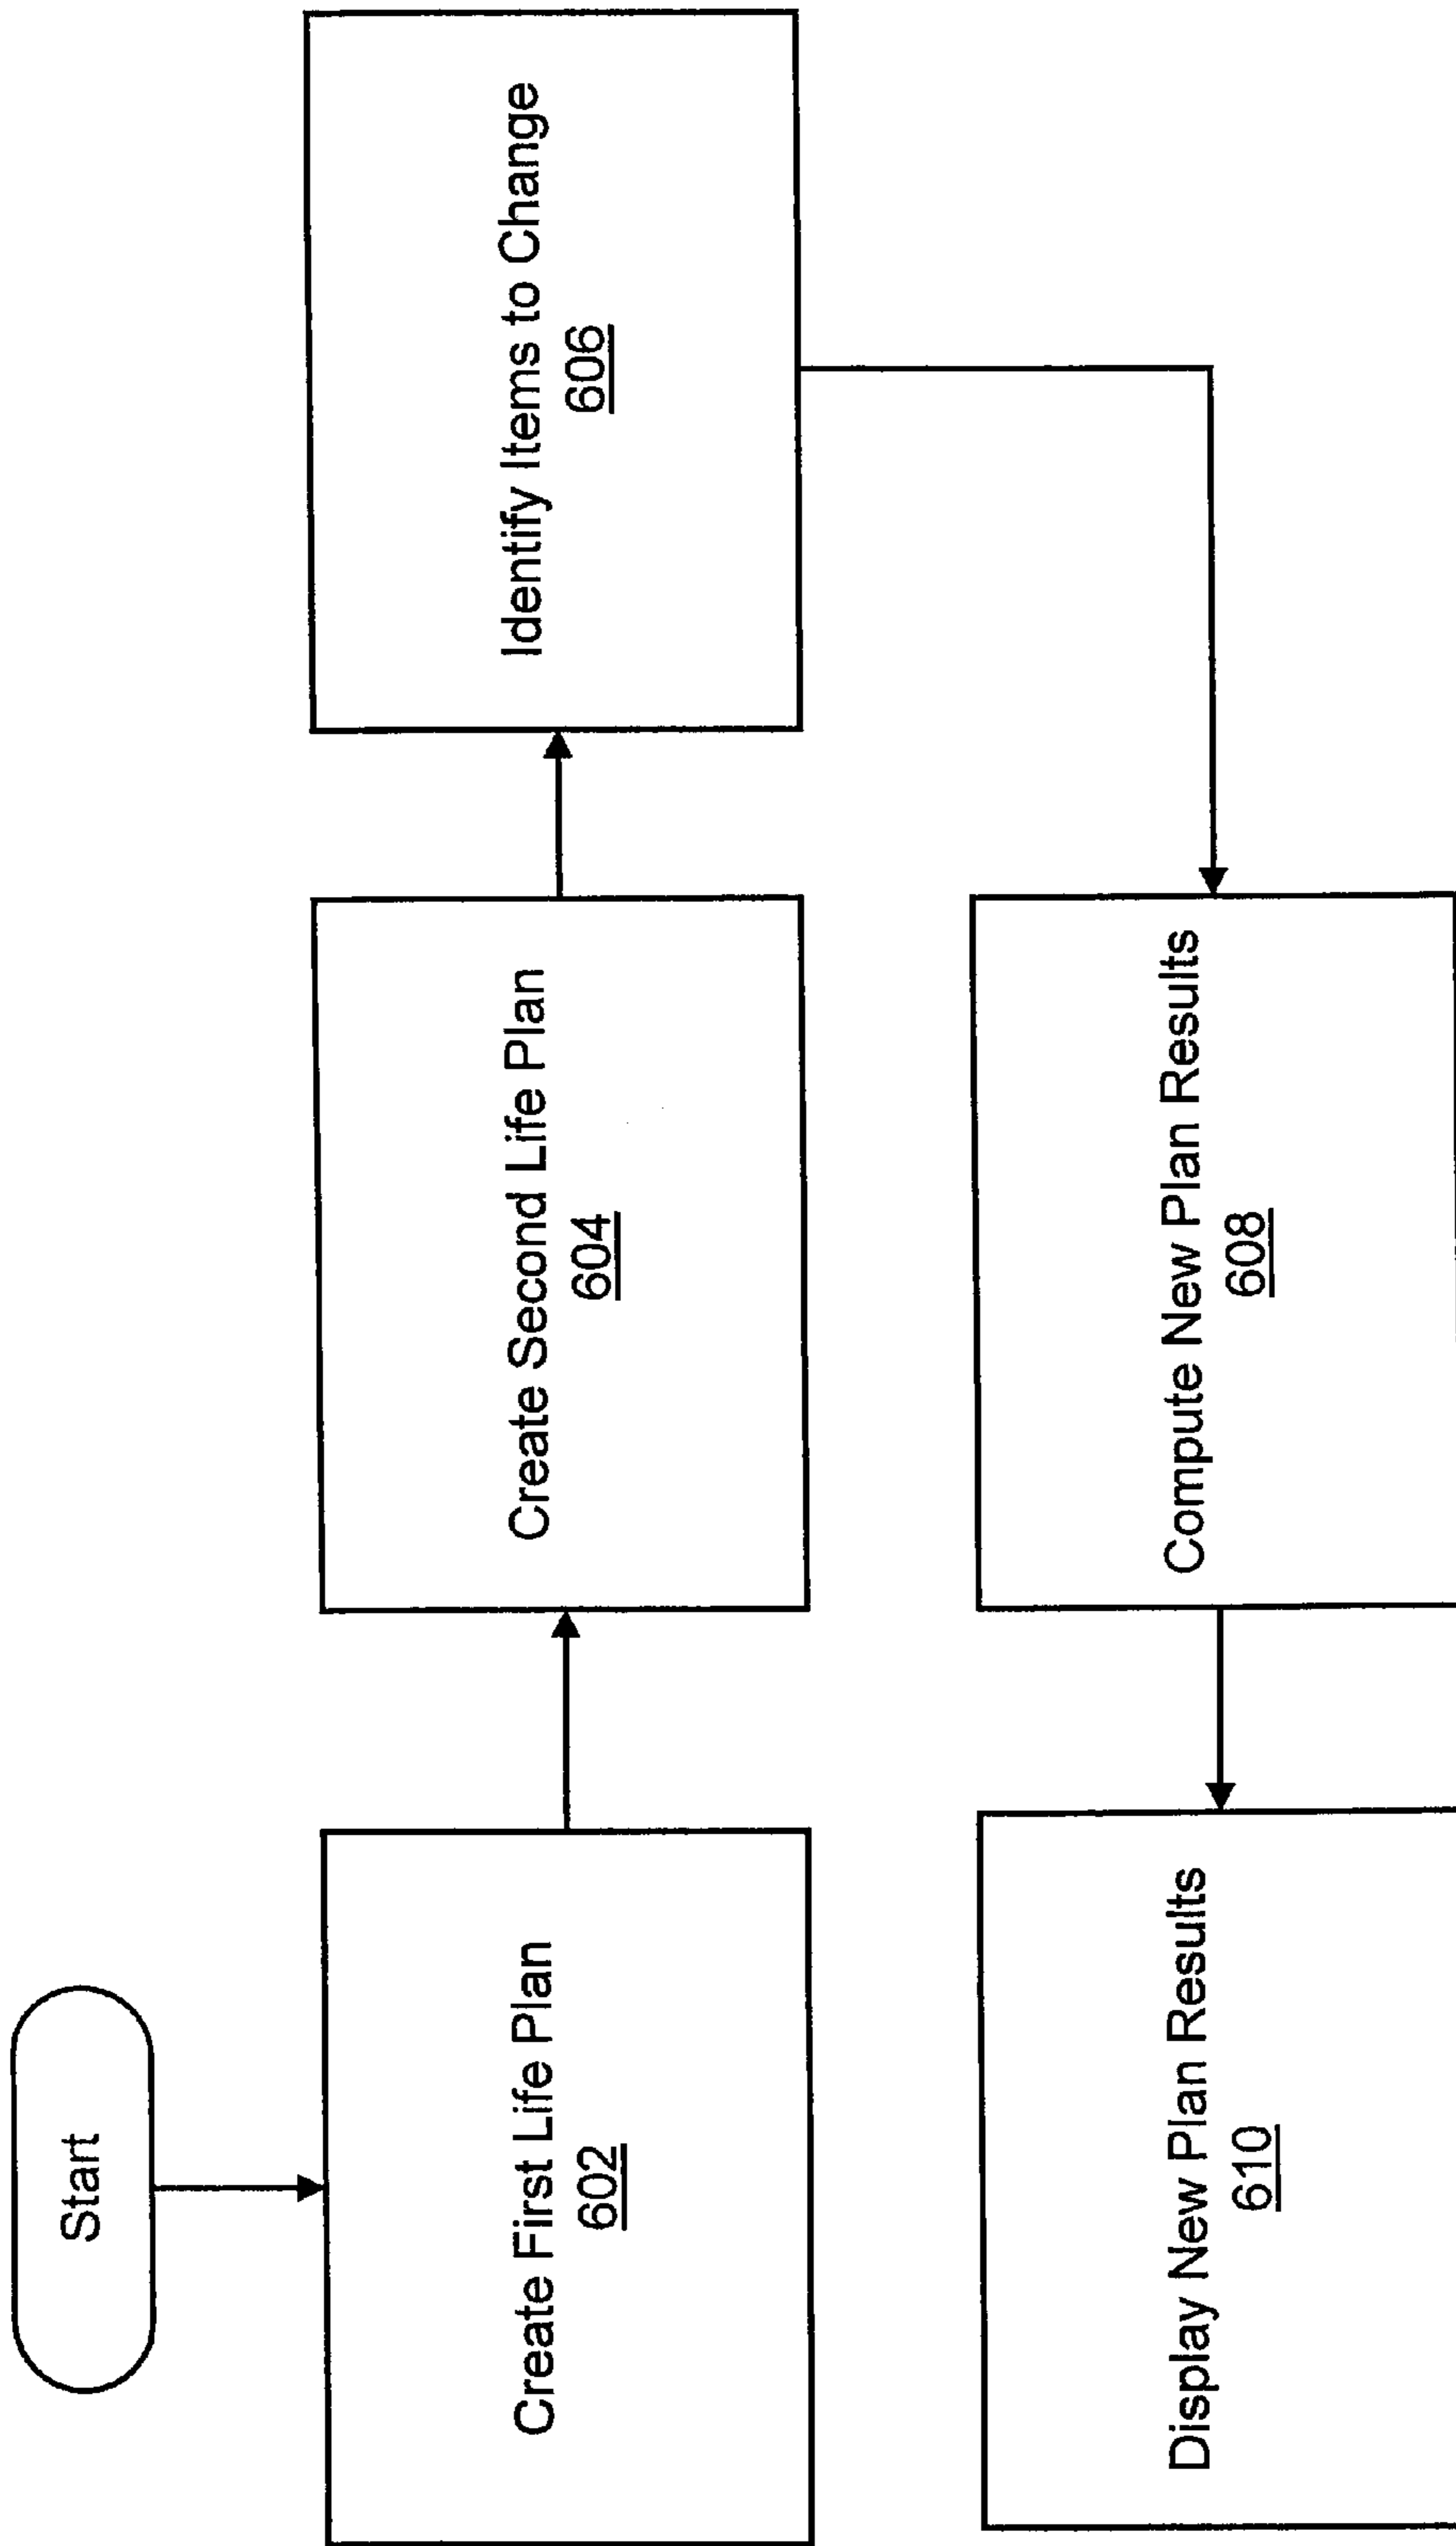 Start
Create First Life Plan
602
Create Second Life Plan
604
Identify Items to Change
606
Compute New Plan Results
608
Display New Plan Results
610